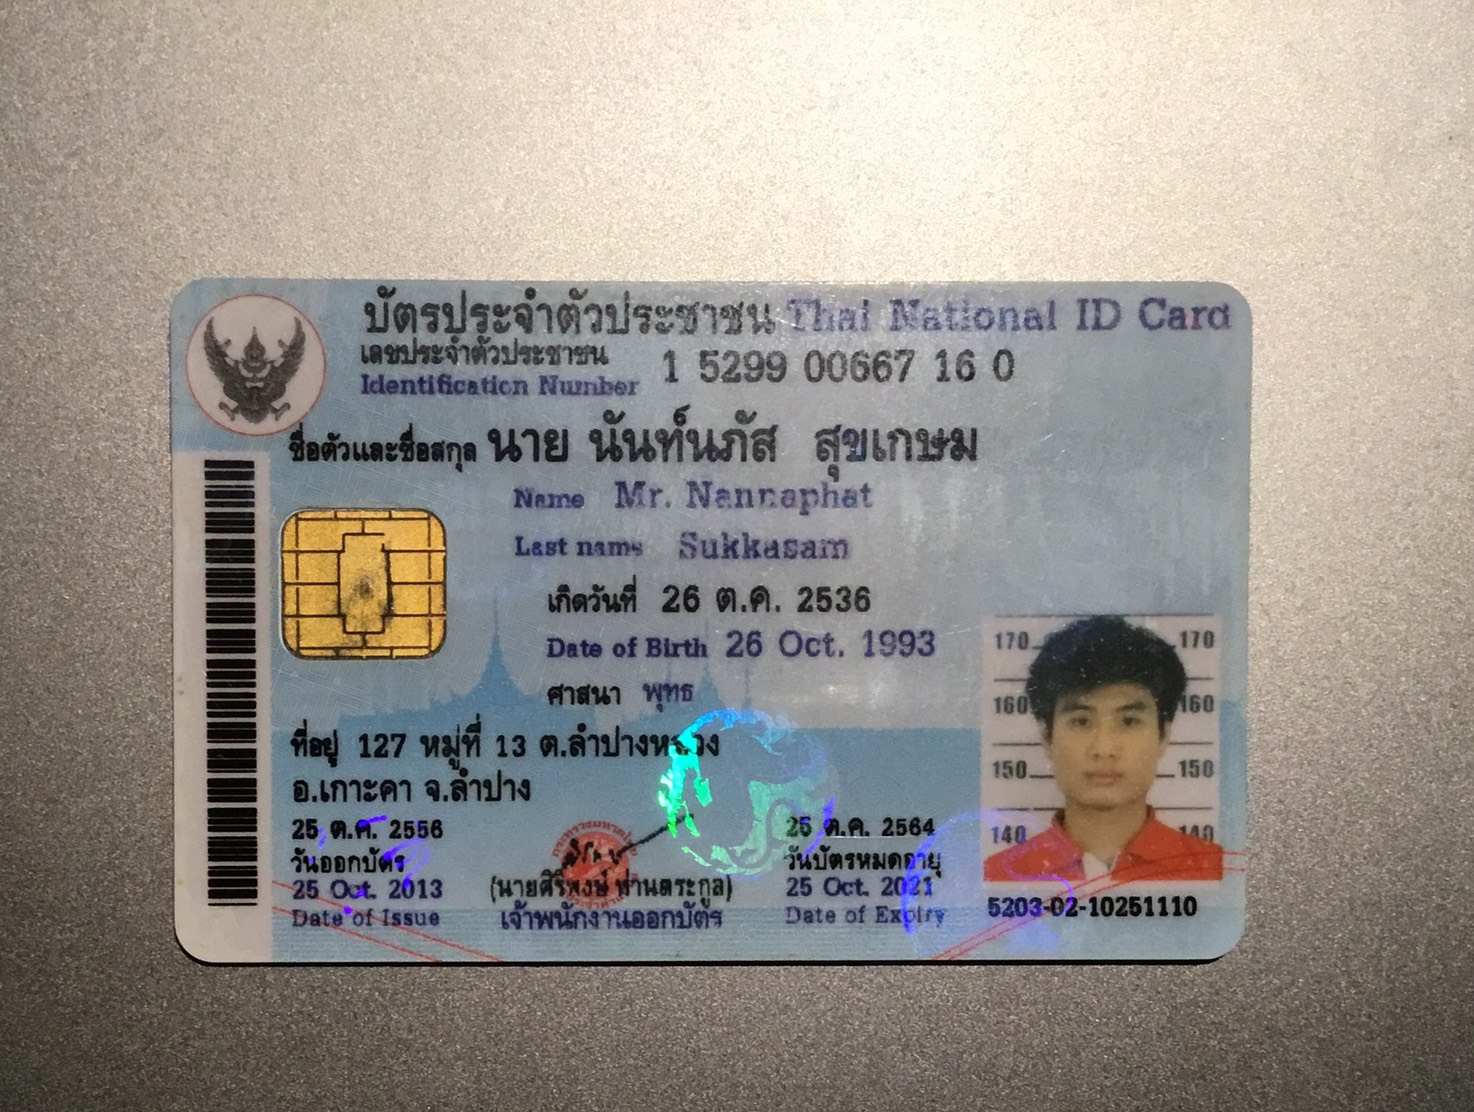 บัตรประจำตัวประชาชน Thai National ID Card
เลขประจำตัวประชาชน
Identification Number 1 5299 00667 16 0
ชื่อตัวและชื่อสกุล นาย นันท์นภัส สุขเกษม
Name Mr. Nannaphat
Last name Sukkasam
เกิดวันที่ 26 ต.ค. 2536
Date of Birth 26 Oct. 1993
ศาสนา พุทธ
ที่อยู่ 127 หมู่ที่ 13 ต.ลำปางหลวง
อ.เกาะคา จ.ลำปาง
25 ต.ค. 2556
วันออกบัตร
25 Oct. 2013
Date of Issue
(นายศิริพงษ์ ห่านตระกูล)
เจ้าพนักงานออกบัตร
25 ต.ค. 2564
วันบัตรหมดอายุ
25 Oct. 2021
Date of Expiry
170 170
160 160
150 150
140 140
5203-02-10251110